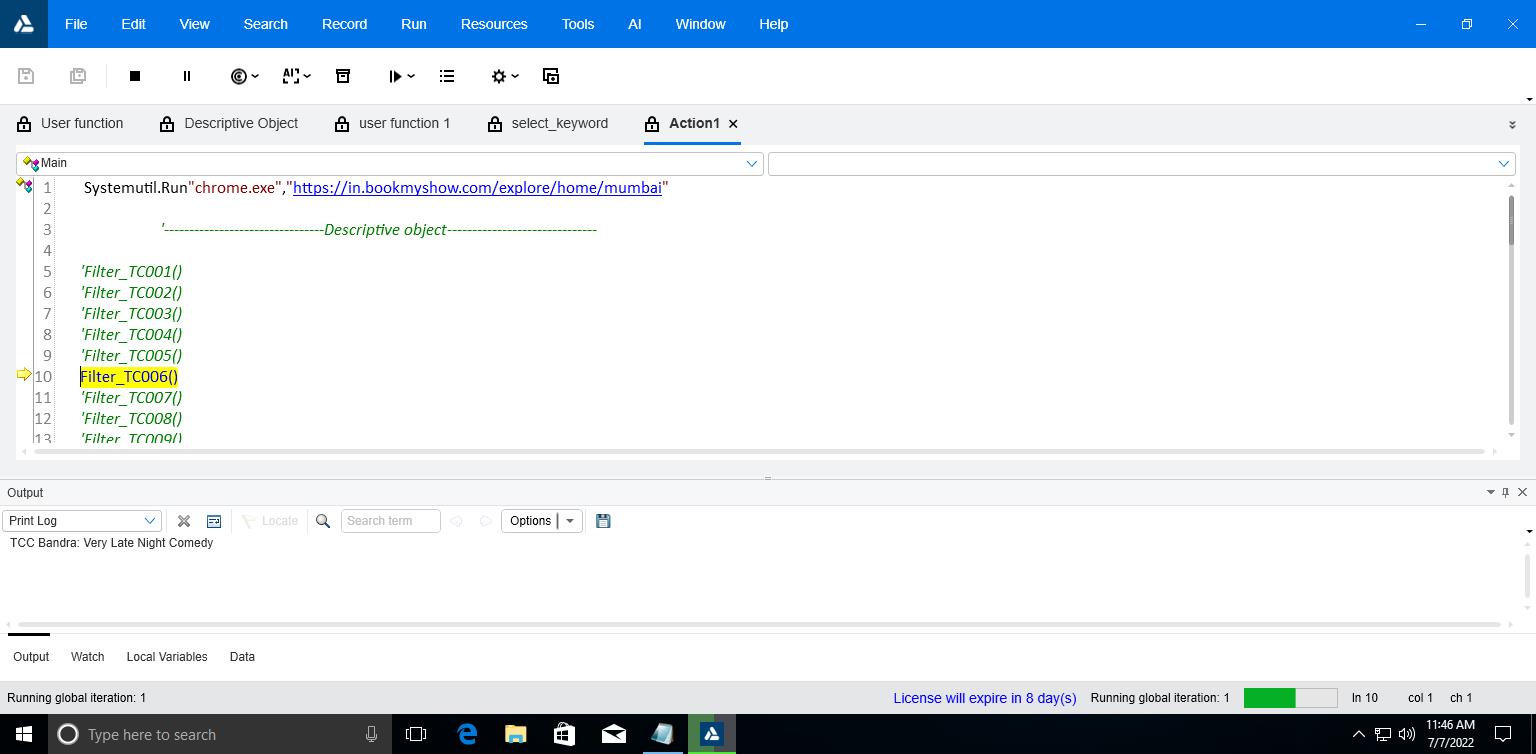 File Edit View Search Record Run Resources Tools AI Window Help
User function Descriptive Object user function 1 select_keyword Action1
Main
1 Systemutil.Run"chrome.exe","https://in.bookmyshow.com/explore/home/mumbai"
2
3 '--------------------------------Descriptive object------------------------------
4
5 'Filter_TC001()
6 'Filter_TC002()
7 'Filter_TC003()
8 'Filter_TC004()
9 'Filter_TC005()
10 Filter_TC006()
11 'Filter_TC007()
12 'Filter_TC008()
13 'Filter_TC009()
Output
Print Log Locate Search term Options
TCC Bandra: Very Late Night Comedy
Output Watch Local Variables Data
Running global iteration: 1 License will expire in 8 day(s) Running global iteration: 1 ln 10 col 1 ch 1
Type here to search 11:46 AM
7/7/2022